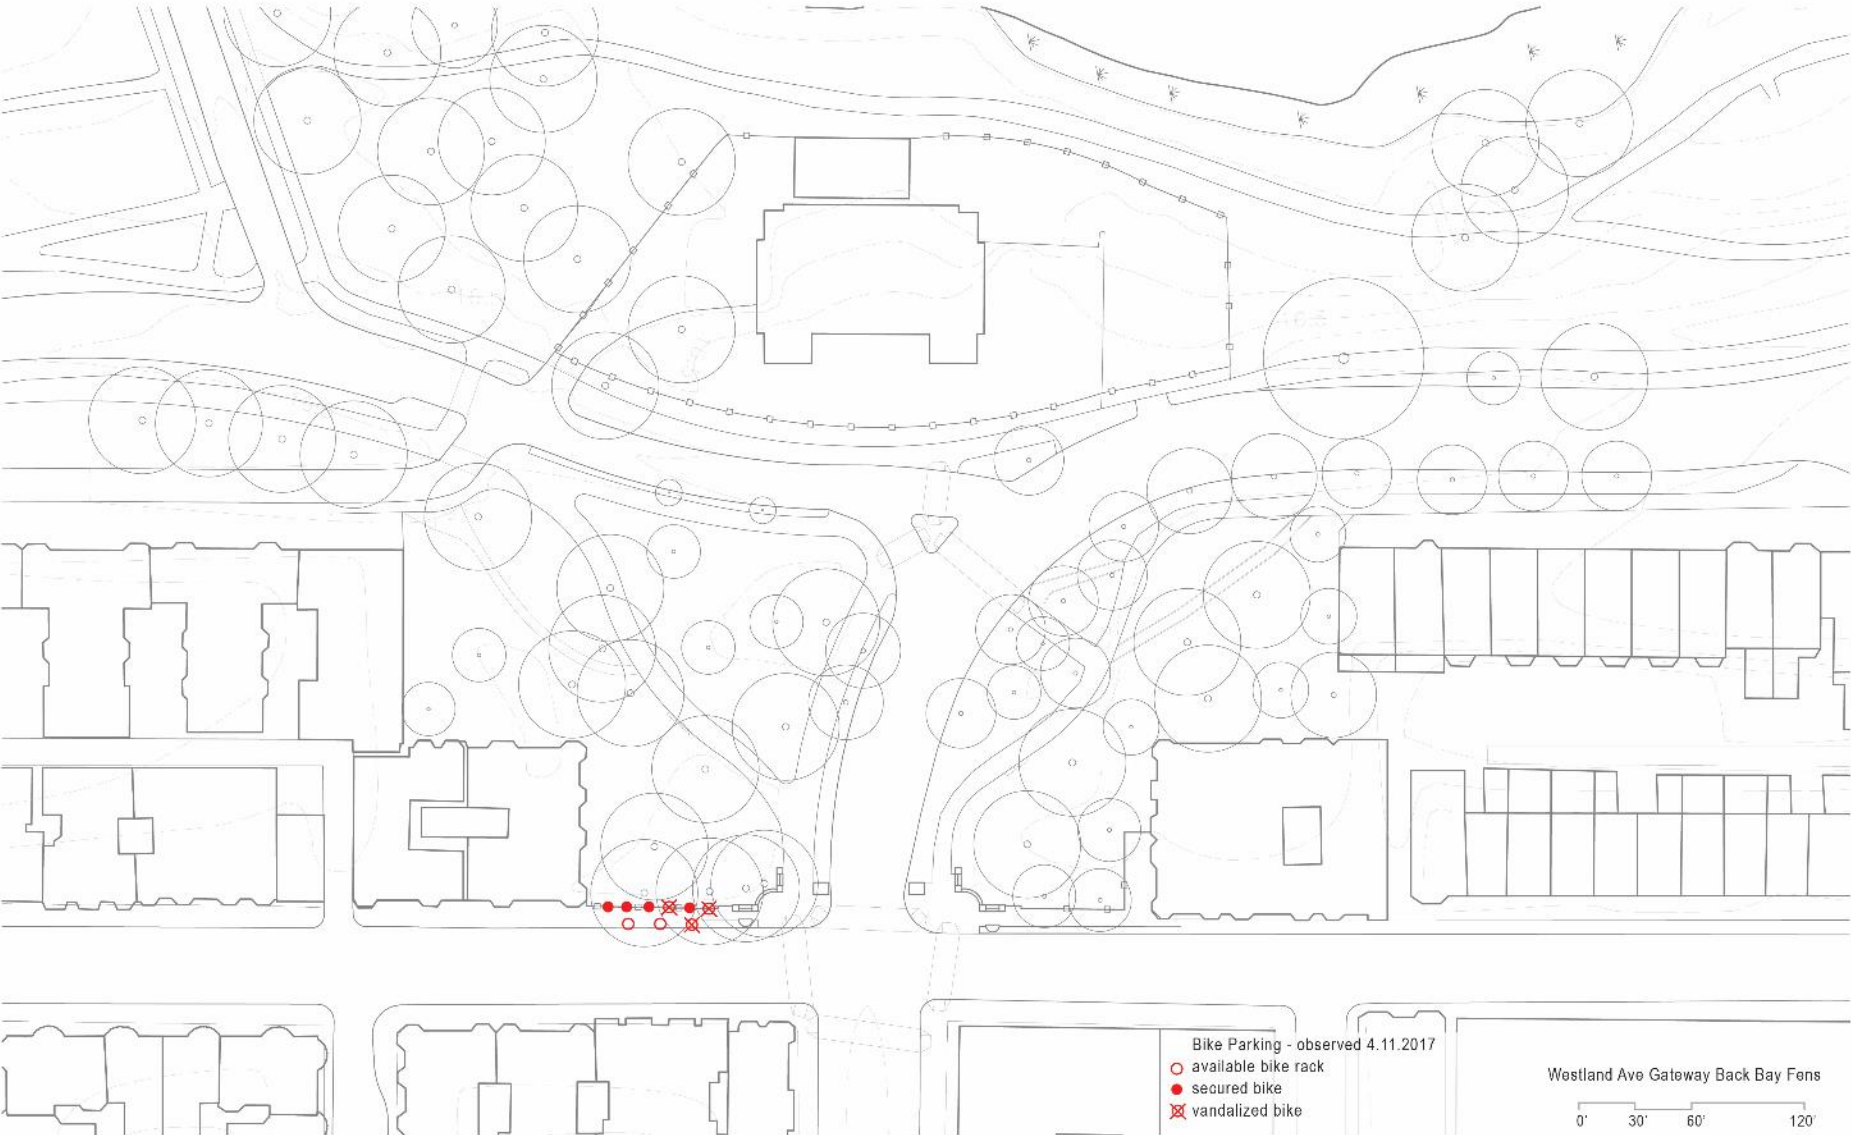 Bike Parking - observed 4.11.2017
available bike rack
secured bike
vandalized bike
Westland Ave Gateway Back Bay Fens
0' 30' 60' 120'